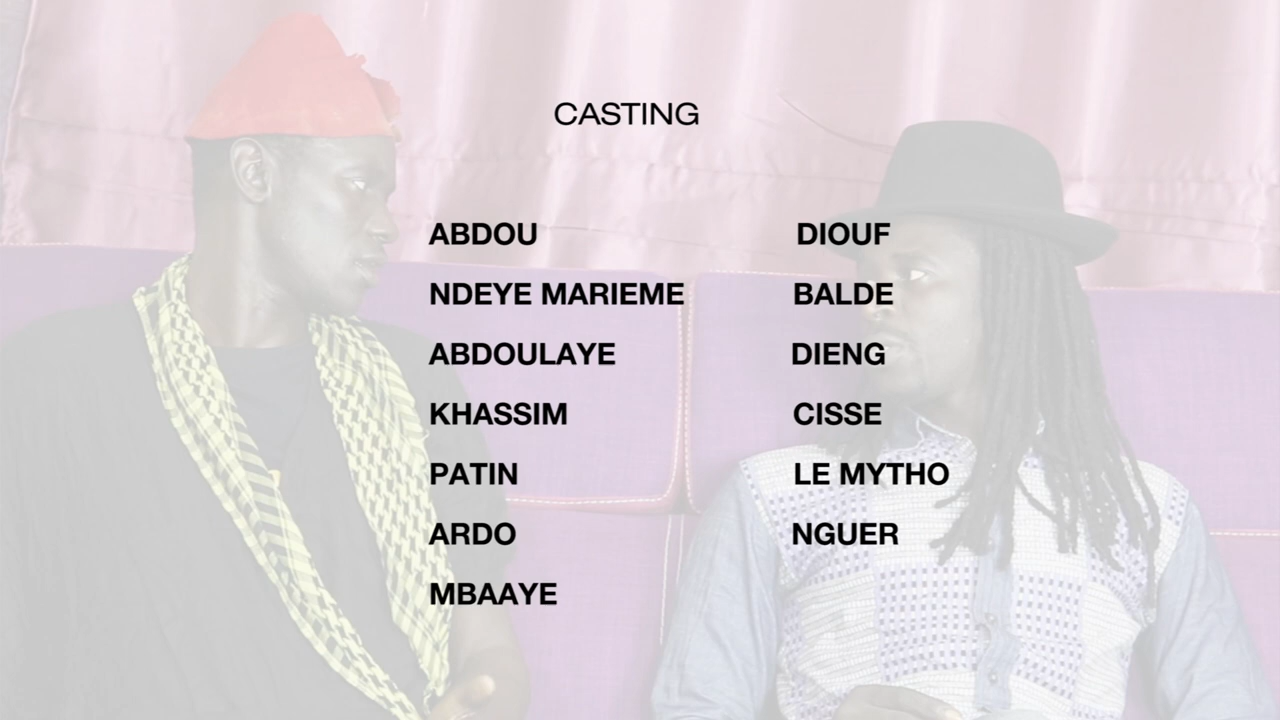 CASTING
ABDOU DIOUF
NDEYE MARIEME BALDE
ABDOULAYE DIENG
KHASSIM CISSE
PATIN LE MYTHO
ARDO NGUER
MBAAYE